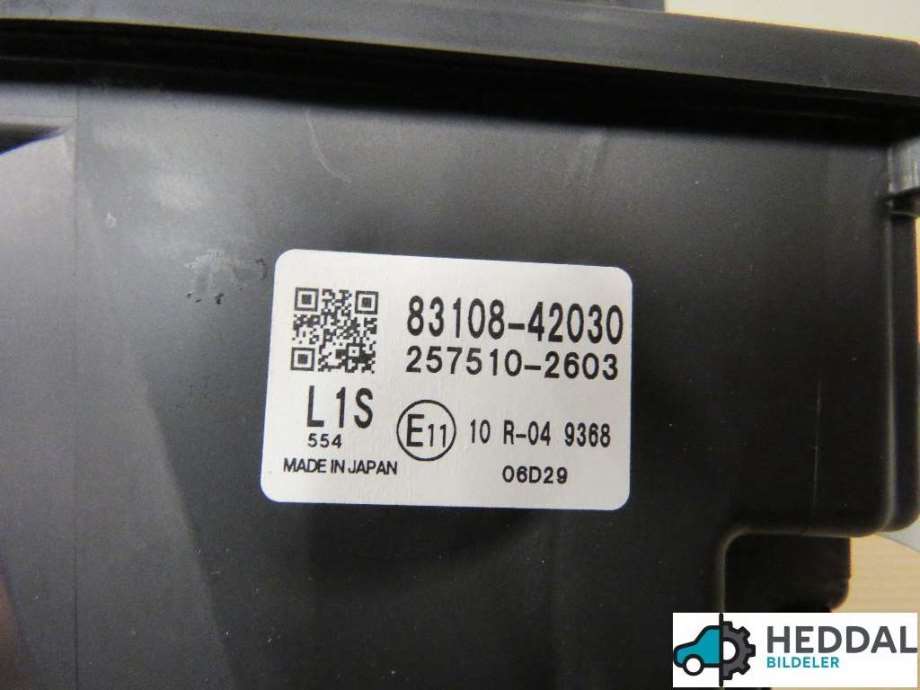 83108-42030
257510-2603
L1S
554
E11 10 R-04 9368
MADE IN JAPAN
06D29
HEDDAL
BILDELER